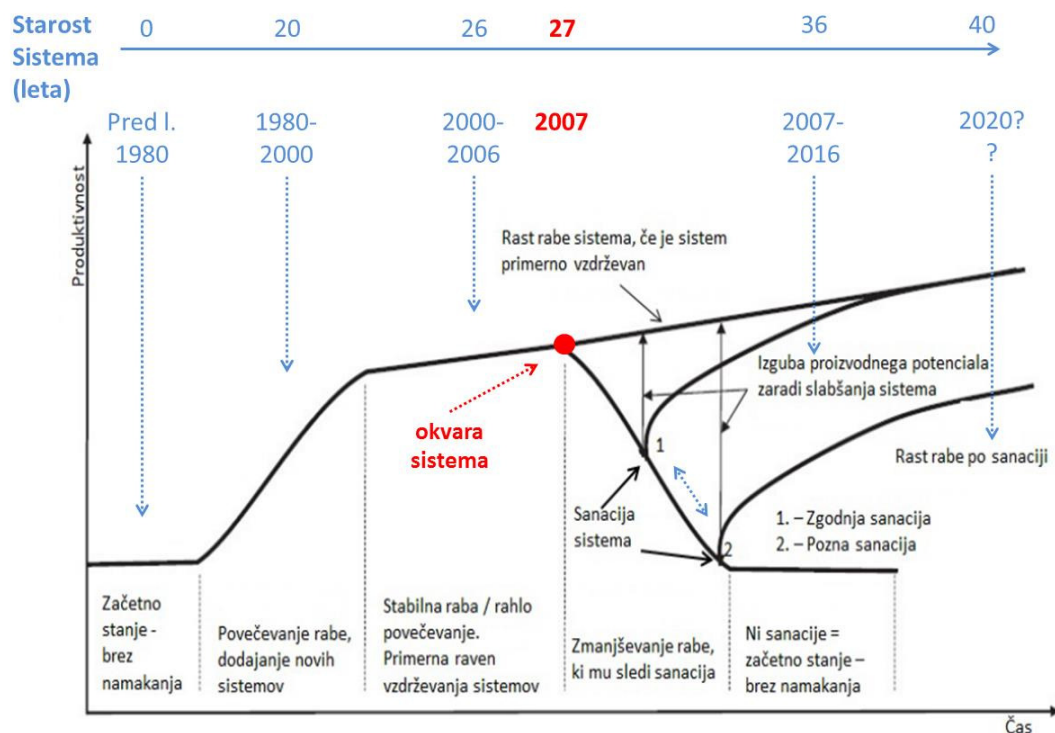 Starost
Sistema
(leta)
0
20
26
27
36
40
Pred l.
1980
1980-
2000
2000-
2006
2007
2007-
2016
2020?
?
Produktivnost
Rast rabe sistema, če je sistem
primerno vzdrževan
Izguba proizvodnega potenciala
zaradi slabšanja sistema
okvara
sistema
1
Rast rabe po sanaciji
Sanacija
sistema
1. – Zgodnja sanacija
2. – Pozna sanacija
2
Začetno
stanje -
brez
namakanja
Povečevanje rabe,
dodajanje novih
sistemov
Stabilna raba / rahlo
povečevanje.
Primerna raven
vzdrževanja sistemov
Zmanjševanje rabe,
ki mu sledi sanacija
Ni sanacije =
začetno stanje –
brez namakanja
Čas